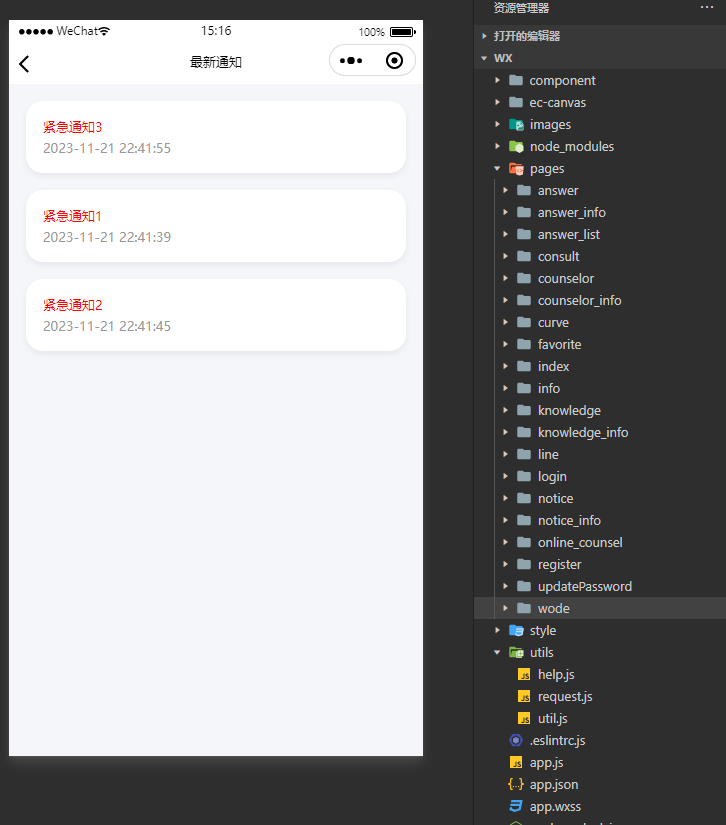 WeChat
15:16
100%
最新通知
紧急通知3
2023-11-21 22:41:55
紧急通知1
2023-11-21 22:41:39
紧急通知2
2023-11-21 22:41:45
资源管理器
打开的编辑器
WX
component
ec-canvas
images
node_modules
pages
answer
answer_info
answer_list
consult
counselor
counselor_info
curve
favorite
index
info
knowledge
knowledge_info
line
login
notice
notice_info
online_counsel
register
updatePassword
wode
style
utils
help.js
request.js
util.js
.eslintrc.js
app.js
app.json
app.wxss